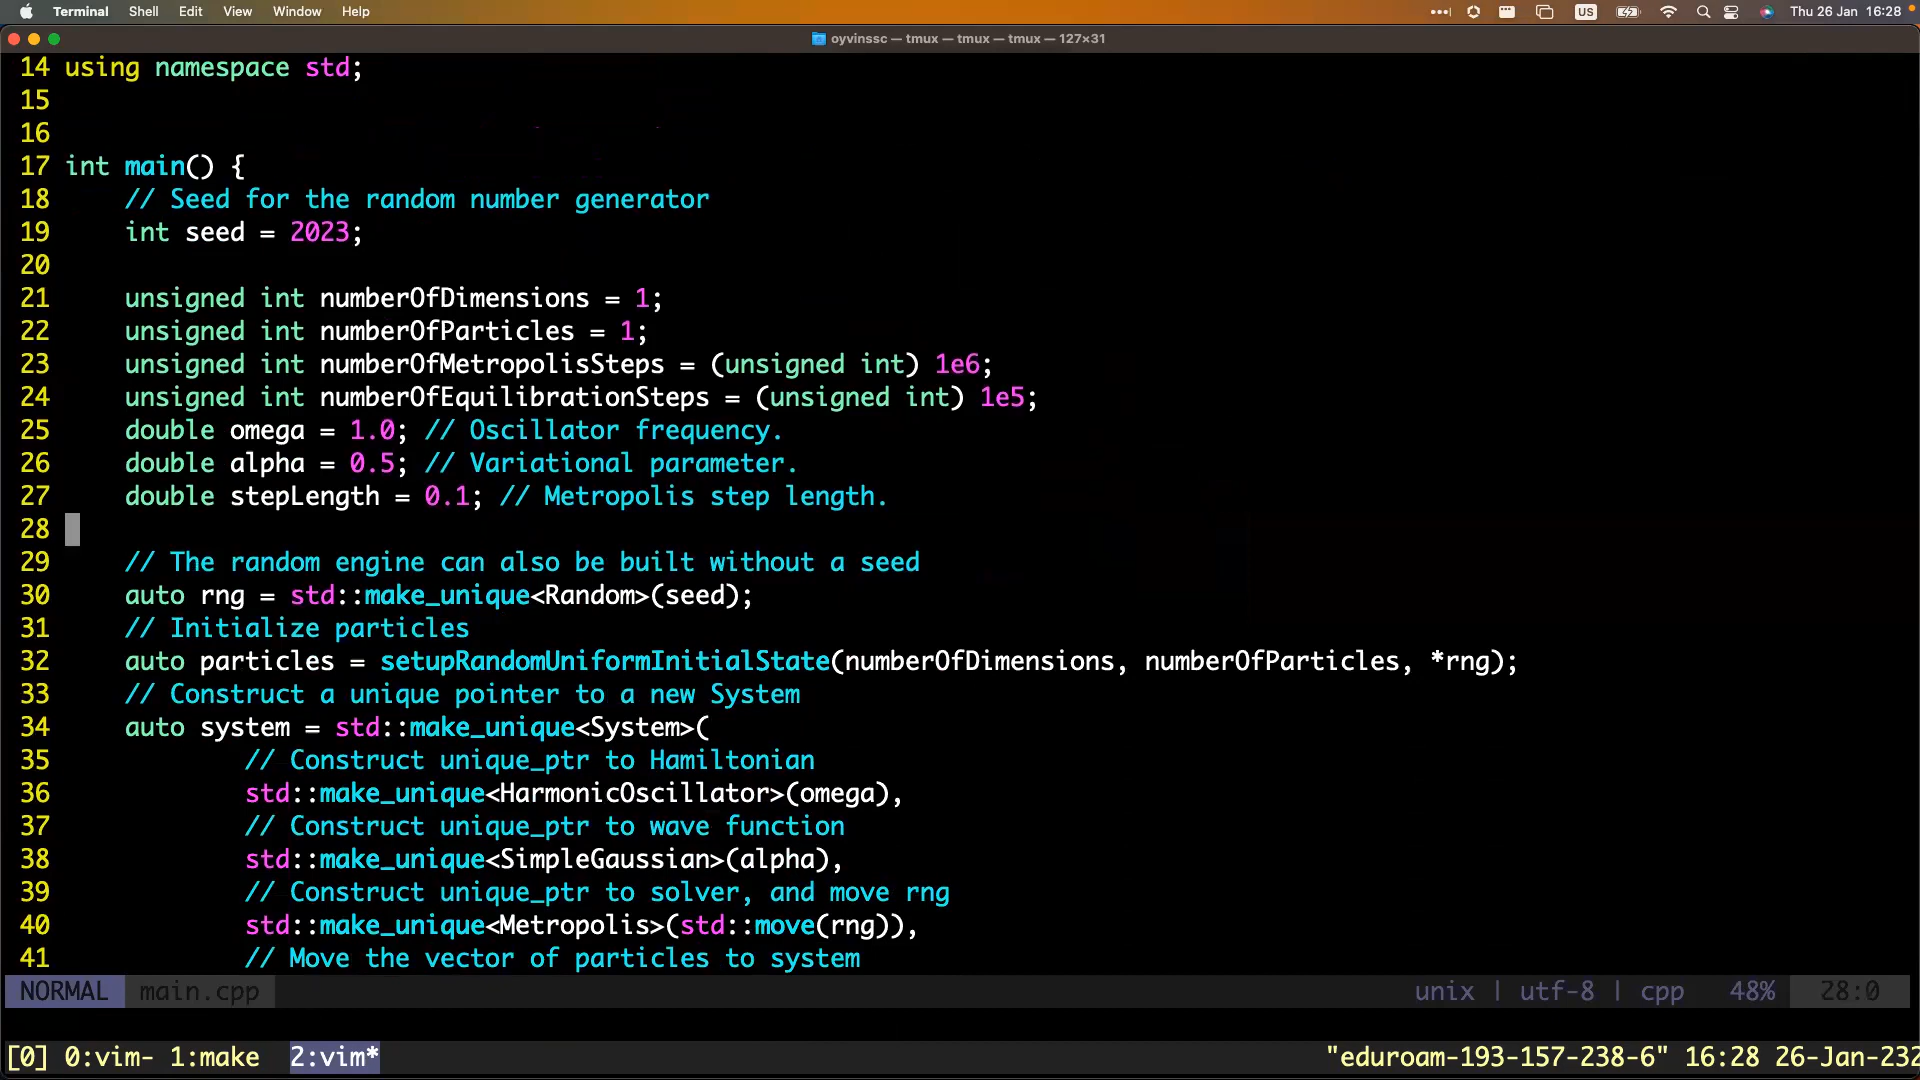 Terminal Shell Edit View Window Help US Thu 26 Jan 16:28
oyvinssc — tmux — tmux — tmux — 127×31
14 using namespace std;
15
16
17 int main() {
18 // Seed for the random number generator
19 int seed = 2023;
20
21 unsigned int numberOfDimensions = 1;
22 unsigned int numberOfParticles = 1;
23 unsigned int numberOfMetropolisSteps = (unsigned int) 1e6;
24 unsigned int numberOfEquilibrationSteps = (unsigned int) 1e5;
25 double omega = 1.0; // Oscillator frequency.
26 double alpha = 0.5; // Variational parameter.
27 double stepLength = 0.1; // Metropolis step length.
28
29 // The random engine can also be built without a seed
30 auto rng = std::make_unique<Random>(seed);
31 // Initialize particles
32 auto particles = setupRandomUniformInitialState(numberOfDimensions, numberOfParticles, *rng);
33 // Construct a unique pointer to a new System
34 auto system = std::make_unique<System>(
35 // Construct unique_ptr to Hamiltonian
36 std::make_unique<HarmonicOscillator>(omega),
37 // Construct unique_ptr to wave function
38 std::make_unique<SimpleGaussian>(alpha),
39 // Construct unique_ptr to solver, and move rng
40 std::make_unique<Metropolis>(std::move(rng)),
41 // Move the vector of particles to system
NORMAL main.cpp unix | utf-8 | cpp 48% 28:0
[0] 0:vim- 1:make 2:vim* "eduroam-193-157-238-6" 16:28 26-Jan-232